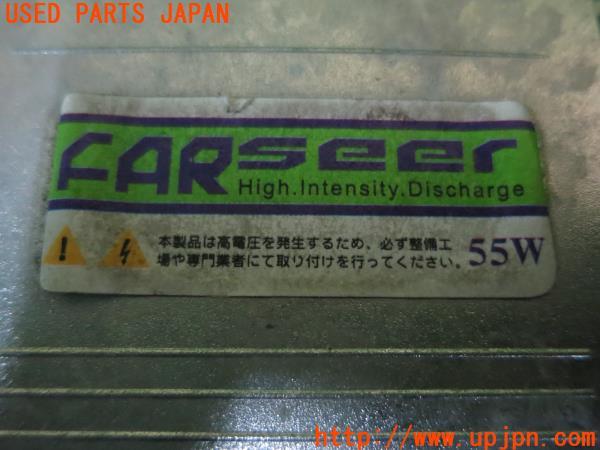 USED PARTS JAPAN
FARseer
High.Intensity.Discharge
本製品は高電圧を発生するため、必ず整備工
場や専門業者にて取り付けを行ってください。
55W
http://www.upjpn.com